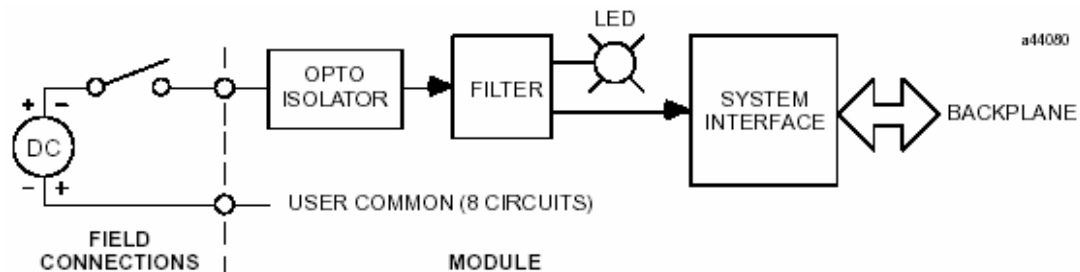 LED
a44080
OPTO
ISOLATOR
FILTER
SYSTEM
INTERFACE
BACKPLANE
+ -
DC
- +
USER COMMON (8 CIRCUITS)
FIELD
CONNECTIONS
MODULE